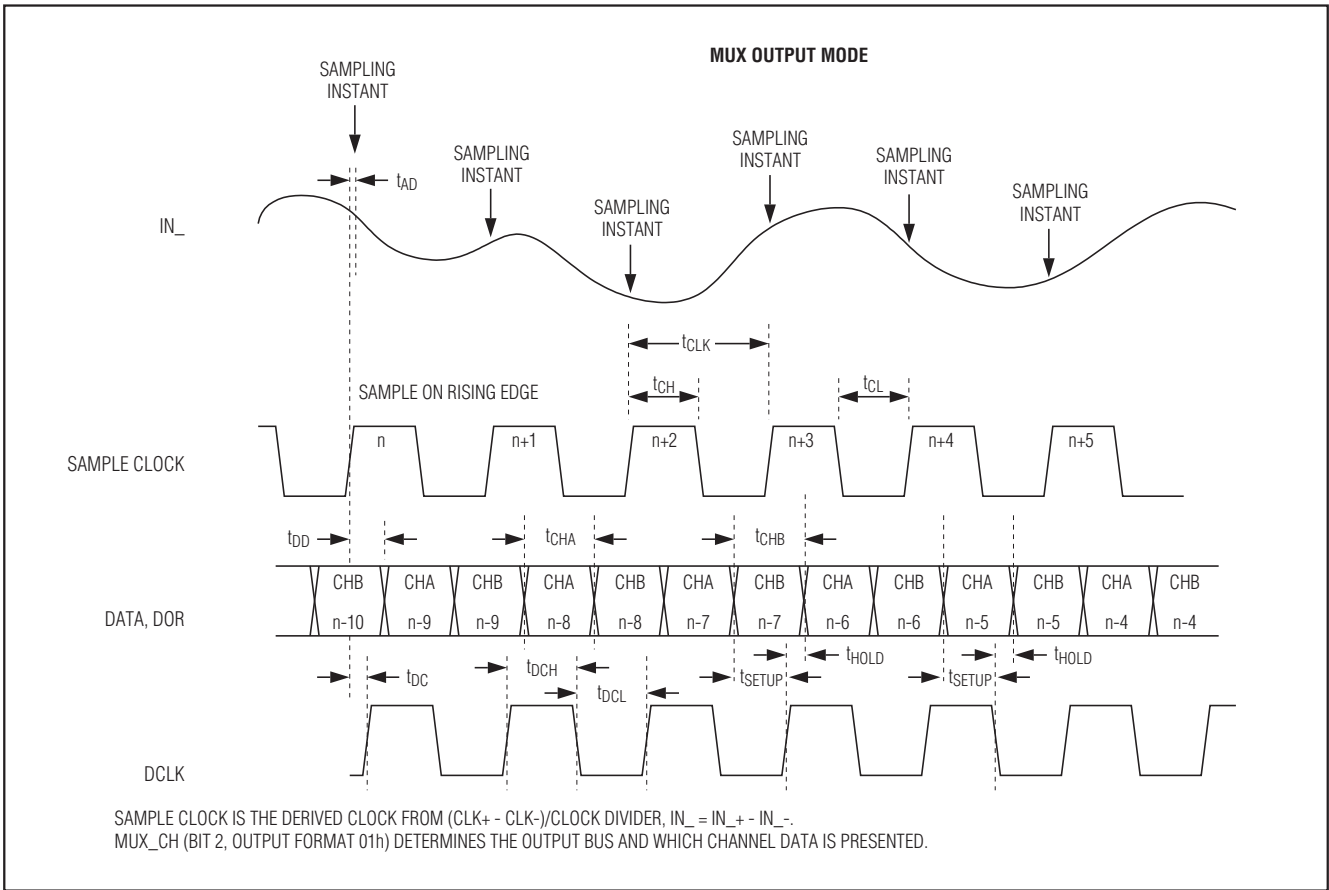 MUX OUTPUT MODE
SAMPLING
INSTANT
SAMPLING
INSTANT
SAMPLING
INSTANT
SAMPLING
INSTANT
SAMPLING
INSTANT
SAMPLING
INSTANT
tAD
IN_
tCLK
tCH
tCL
SAMPLE ON RISING EDGE
SAMPLE CLOCK
n n+1 n+2 n+3 n+4 n+5
tDD tCHA tCHB
CHB CHA CHB CHA CHB CHA CHB CHA CHB CHA CHB CHA CHB
DATA, DOR
n-10 n-9 n-9 n-8 n-8 n-7 n-7 n-6 n-6 n-5 n-5 n-4 n-4
tHOLD tHOLD
tDC tDCH tDCL tSETUP tSETUP
DCLK
SAMPLE CLOCK IS THE DERIVED CLOCK FROM (CLK+ - CLK-)/CLOCK DIVIDER, IN_ = IN_+ - IN_-.
MUX_CH (BIT 2, OUTPUT FORMAT 01h) DETERMINES THE OUTPUT BUS AND WHICH CHANNEL DATA IS PRESENTED.